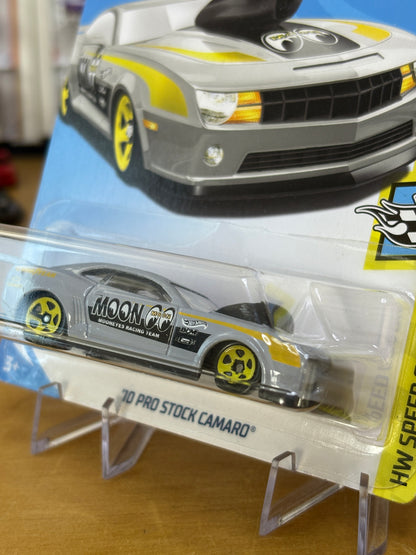 MOON
MOONEYES RACING TEAM
'10 PRO STOCK CAMARO®
HW SPEED